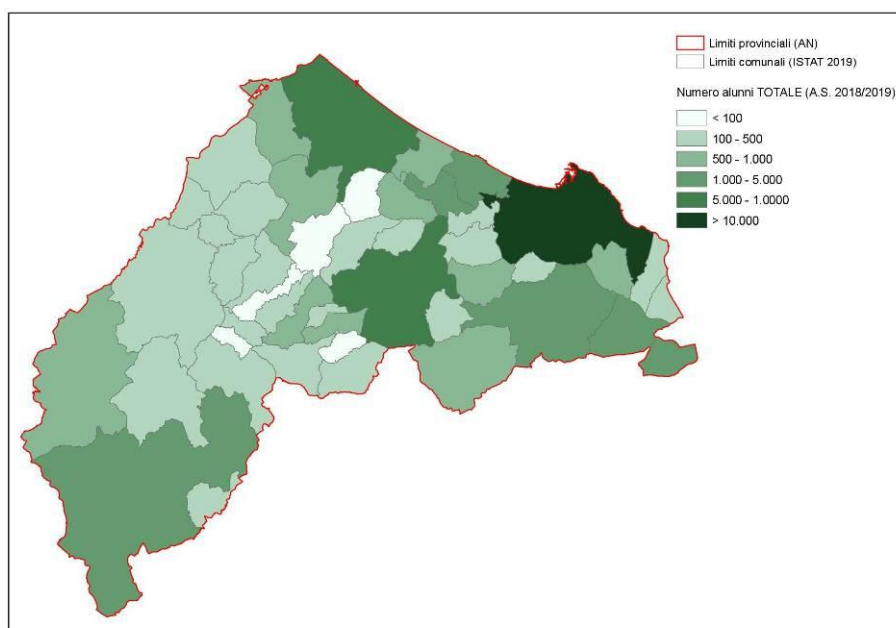 Limiti provinciali (AN)
Limiti comunali (ISTAT 2019)
Numero alunni TOTALE (A.S. 2018/2019)
< 100
100 - 500
500 - 1.000
1.000 - 5.000
5.000 - 1.0000
> 10.000